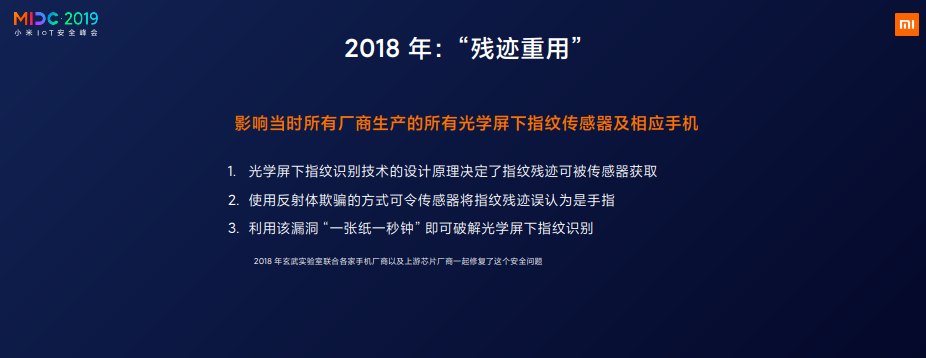 MIDC·2019
小米IoT安全峰会
mi
2018 年：“残迹重用”
影响当时所有厂商生产的所有光学屏下指纹传感器及相应手机
1. 光学屏下指纹识别技术的设计原理决定了指纹残迹可被传感器获取
2. 使用反射体欺骗的方式可令传感器将指纹残迹误认为是手指
3. 利用该漏洞 “一张纸一秒钟” 即可破解光学屏下指纹识别
2018 年玄武实验室联合各家手机厂商以及上游芯片厂商一起修复了这个安全问题